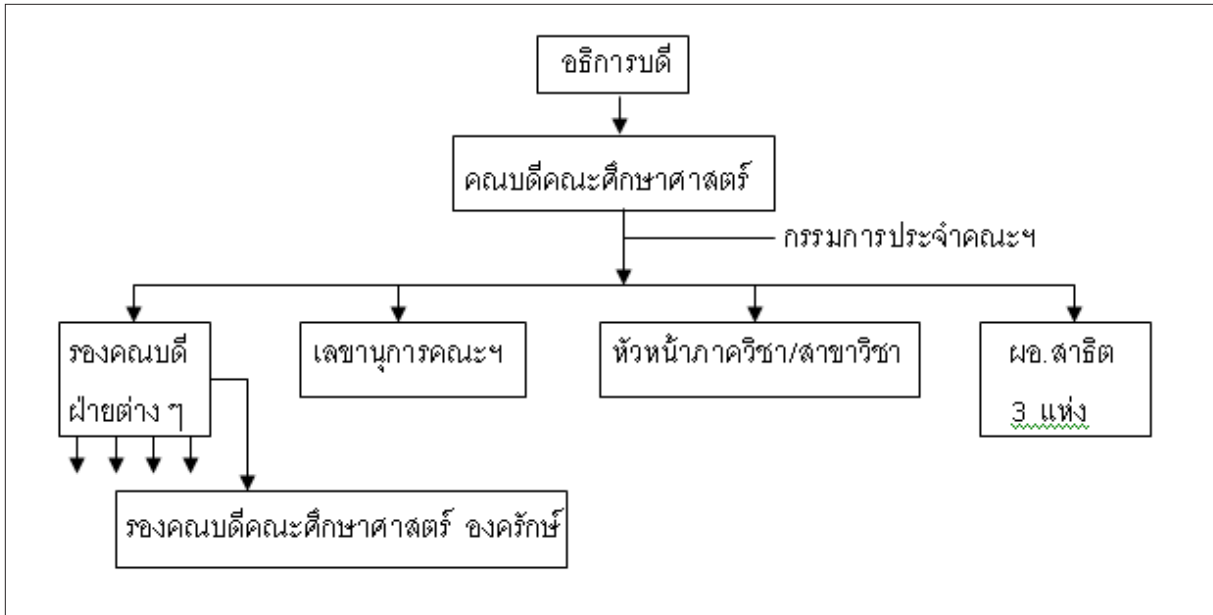 อธิการบดี
คณบดีคณะศึกษาศาสตร์
กรรมการประจำคณะฯ
รองคณบดี
ฝ่ายต่าง ๆ
เลขานุการคณะฯ
หัวหน้าภาควิชา/สาขาวิชา
ผอ.สาธิต
3 แห่ง
รองคณบดีคณะศึกษาศาสตร์ องครักษ์